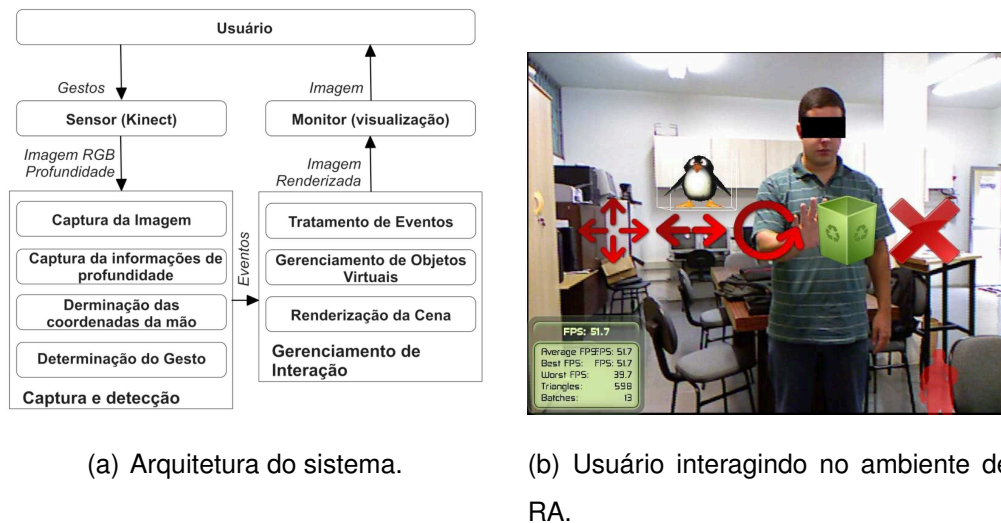 Usuário
Gestos
Imagem
Sensor (Kinect)
Monitor (visualização)
Imagem RGB
Profundidade
Imagem
Renderizada
Captura da Imagem
Captura da informações de
profundidade
Derminação das
coordenadas da mão
Determinação do Gesto
Captura e detecção
Eventos
Tratamento de Eventos
Gerenciamento de Objetos
Virtuais
Renderização da Cena
Gerenciamento de
Interação
FPS: 51.7
Average FPS: FPS: 51.7
Best FPS: FPS: 51.7
Worst FPS: 39.7
Triangles: 598
Batches: 13
(a) Arquitetura do sistema.
(b) Usuário interagindo no ambiente de
RA.